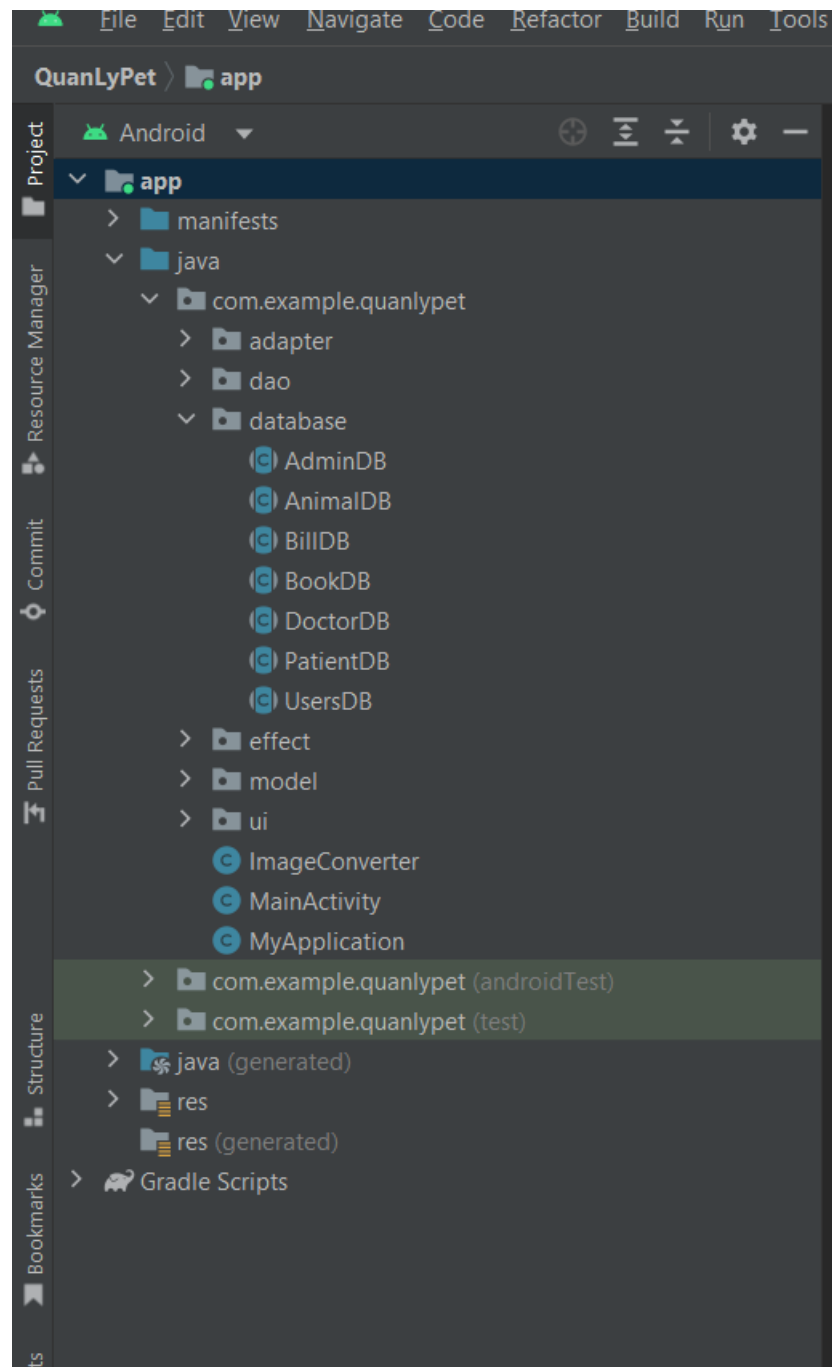 File Edit View Navigate Code Refactor Build Run Tools
QuanLyPet app
Project
Resource Manager
Commit
Pull Requests
Structure
Bookmarks
Android
app
manifests
java
com.example.quanlypet
adapter
dao
database
AdminDB
AnimalDB
BillDB
BookDB
DoctorDB
PatientDB
UsersDB
effect
model
ui
ImageConverter
MainActivity
MyApplication
com.example.quanlypet (androidTest)
com.example.quanlypet (test)
java (generated)
res
res (generated)
Gradle Scripts